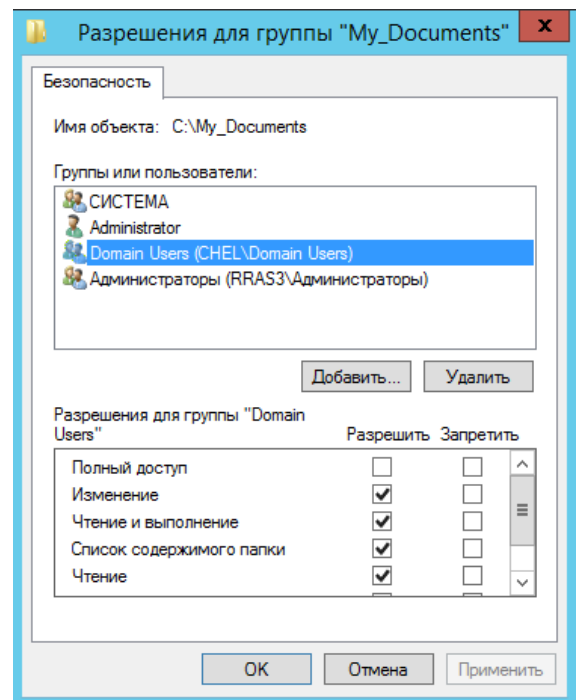 Разрешения для группы "My_Documents"
Безопасность
Имя объекта: C:\My_Documents
Группы или пользователи:
СИСТЕМА
Administrator
Domain Users (CHEL\Domain Users)
Администраторы (RRAS3\Администраторы)
Добавить... Удалить
Разрешения для группы "Domain
Users" Разрешить Запретить
Полный доступ
Изменение
Чтение и выполнение
Список содержимого папки
Чтение
OK Отмена Применить